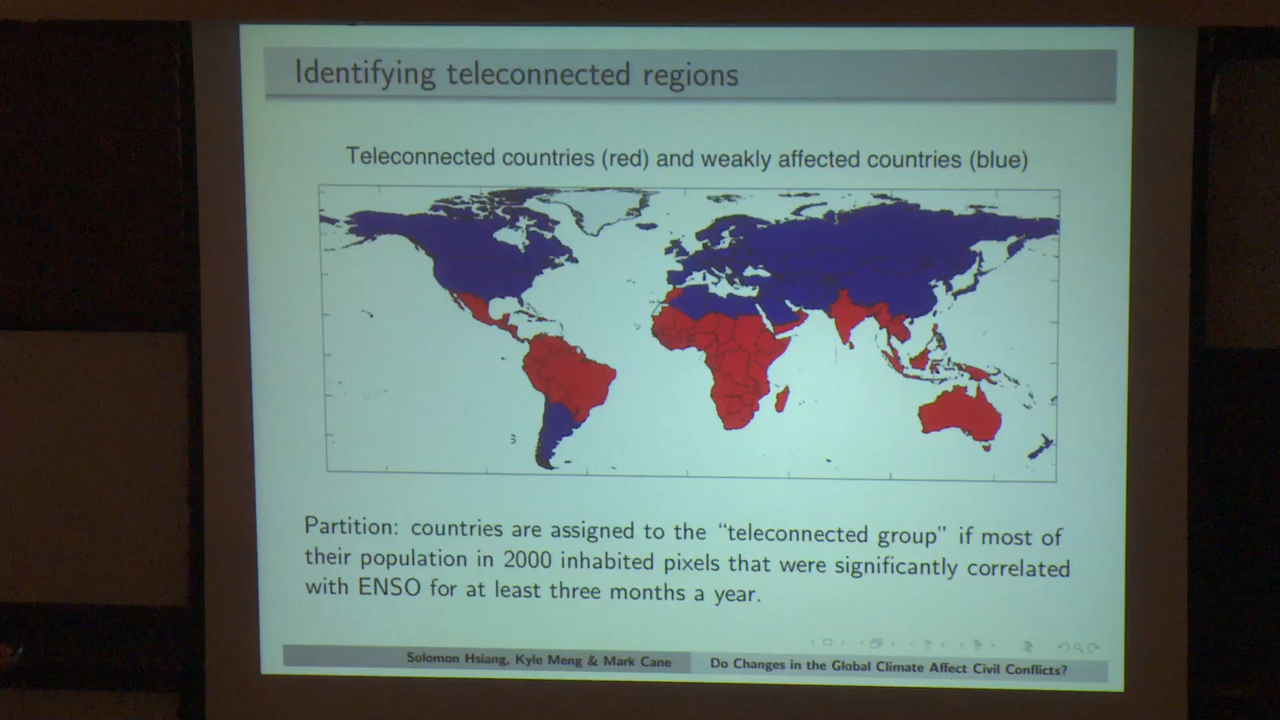 Identifying teleconnected regions
Teleconnected countries (red) and weakly affected countries (blue)
Partition: countries are assigned to the “teleconnected group” if most of
their population in 2000 inhabited pixels that were significantly correlated
with ENSO for at least three months a year.
Solomon Hsiang, Kyle Meng & Mark Cane
Do Changes in the Global Climate Affect Civil Conflicts?